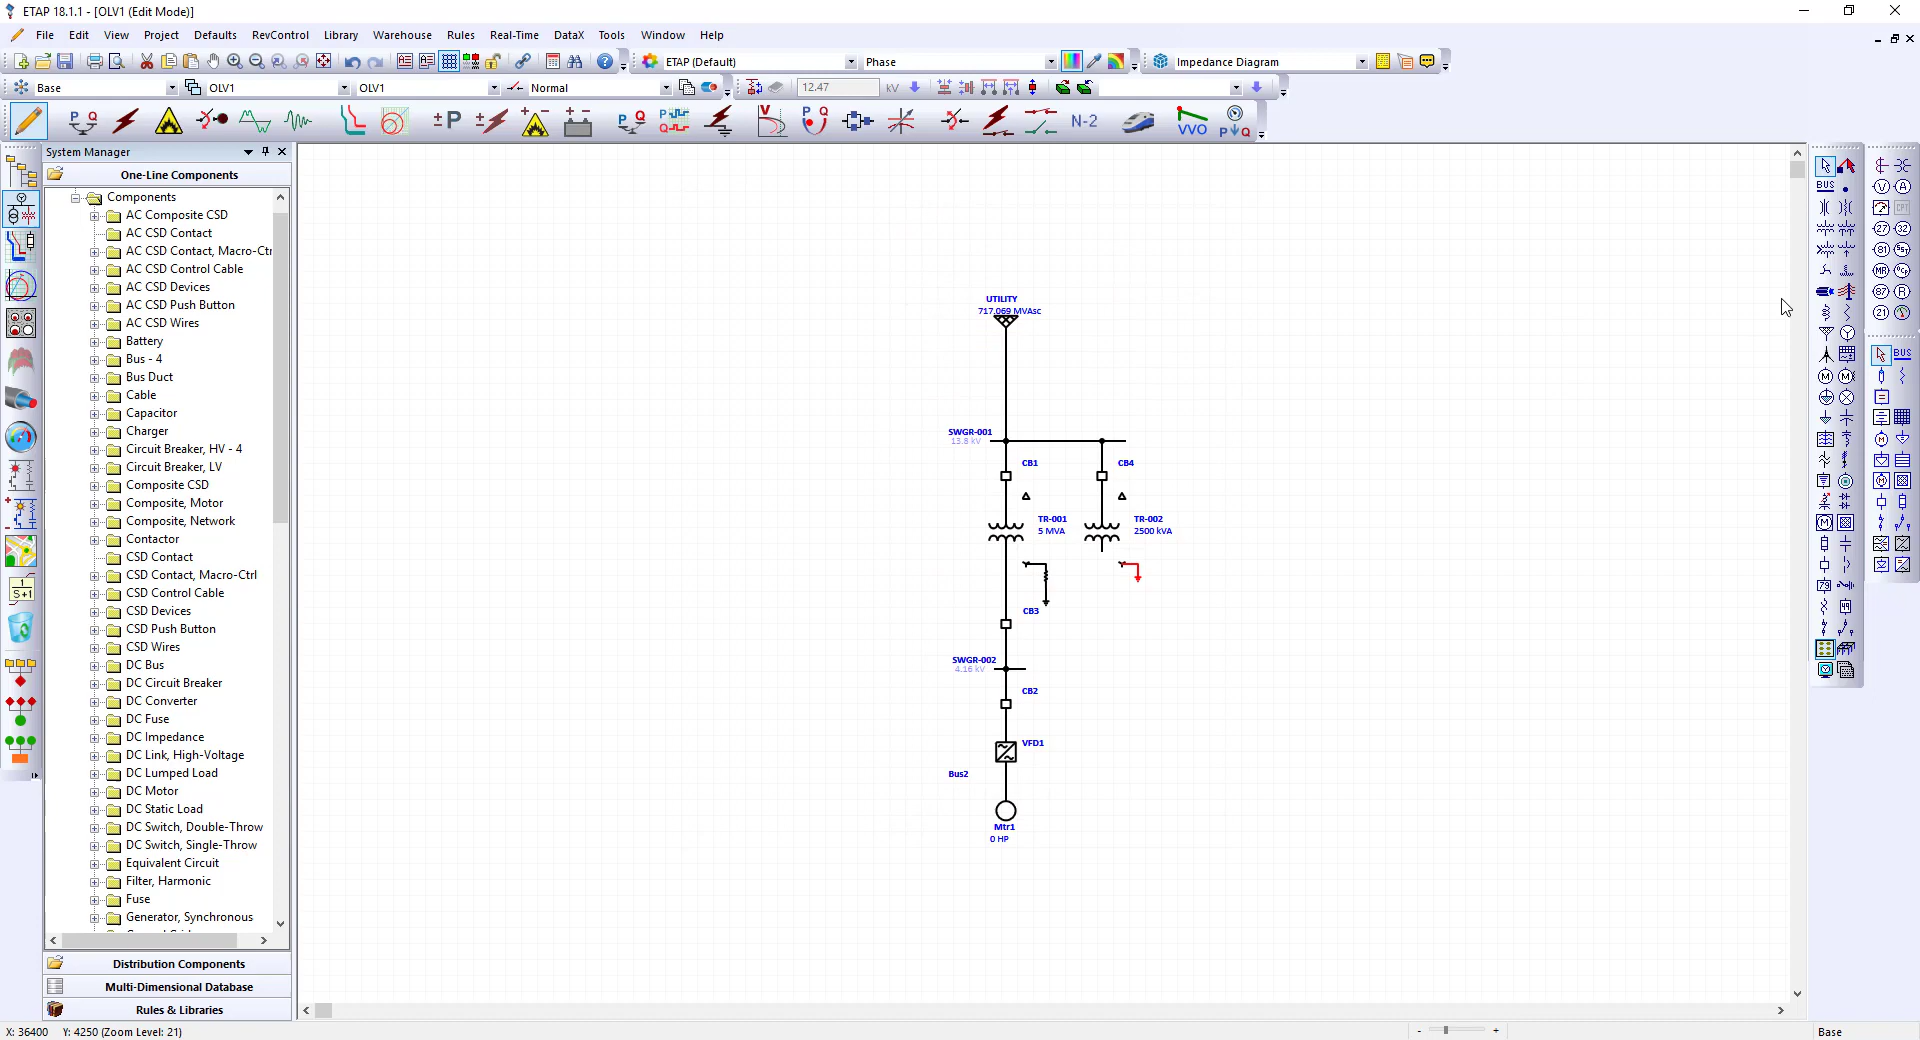 ETAP 18.1.1 - [OLV1 (Edit Mode)]
File Edit View Project Defaults RevControl Library Warehouse Rules Real-Time DataX Tools Window Help
ETAP (Default) Phase Impedance Diagram
Base OLV1 OLV1 Normal 12.47 kV
N-2 VVO
System Manager
One-Line Components
Components
AC Composite CSD
AC CSD Contact
AC CSD Contact, Macro-Ctr
AC CSD Control Cable
AC CSD Devices
AC CSD Push Button
AC CSD Wires
Battery
Bus - 4
Bus Duct
Cable
Capacitor
Charger
Circuit Breaker, HV - 4
Circuit Breaker, LV
Composite CSD
Composite, Motor
Composite, Network
Contactor
CSD Contact
CSD Contact, Macro-Ctrl
CSD Control Cable
CSD Devices
CSD Push Button
CSD Wires
DC Bus
DC Circuit Breaker
DC Converter
DC Fuse
DC Impedance
DC Link, High-Voltage
DC Lumped Load
DC Motor
DC Static Load
DC Switch, Double-Throw
DC Switch, Single-Throw
Equivalent Circuit
Filter, Harmonic
Fuse
Generator, Synchronous
Distribution Components
Multi-Dimensional Database
Rules & Libraries
UTILITY
717.069 MVAsc
SWGR-001
13.8 kV
CB1 CB4
TR-001 TR-002
5 MVA 2500 kVA
CB3
SWGR-002
4.16 kV
CB2
VFD1
Bus2
Mtr1
0 HP
BUS
BUS
X: 36400 Y: 4250 (Zoom Level: 21)
- +
Base